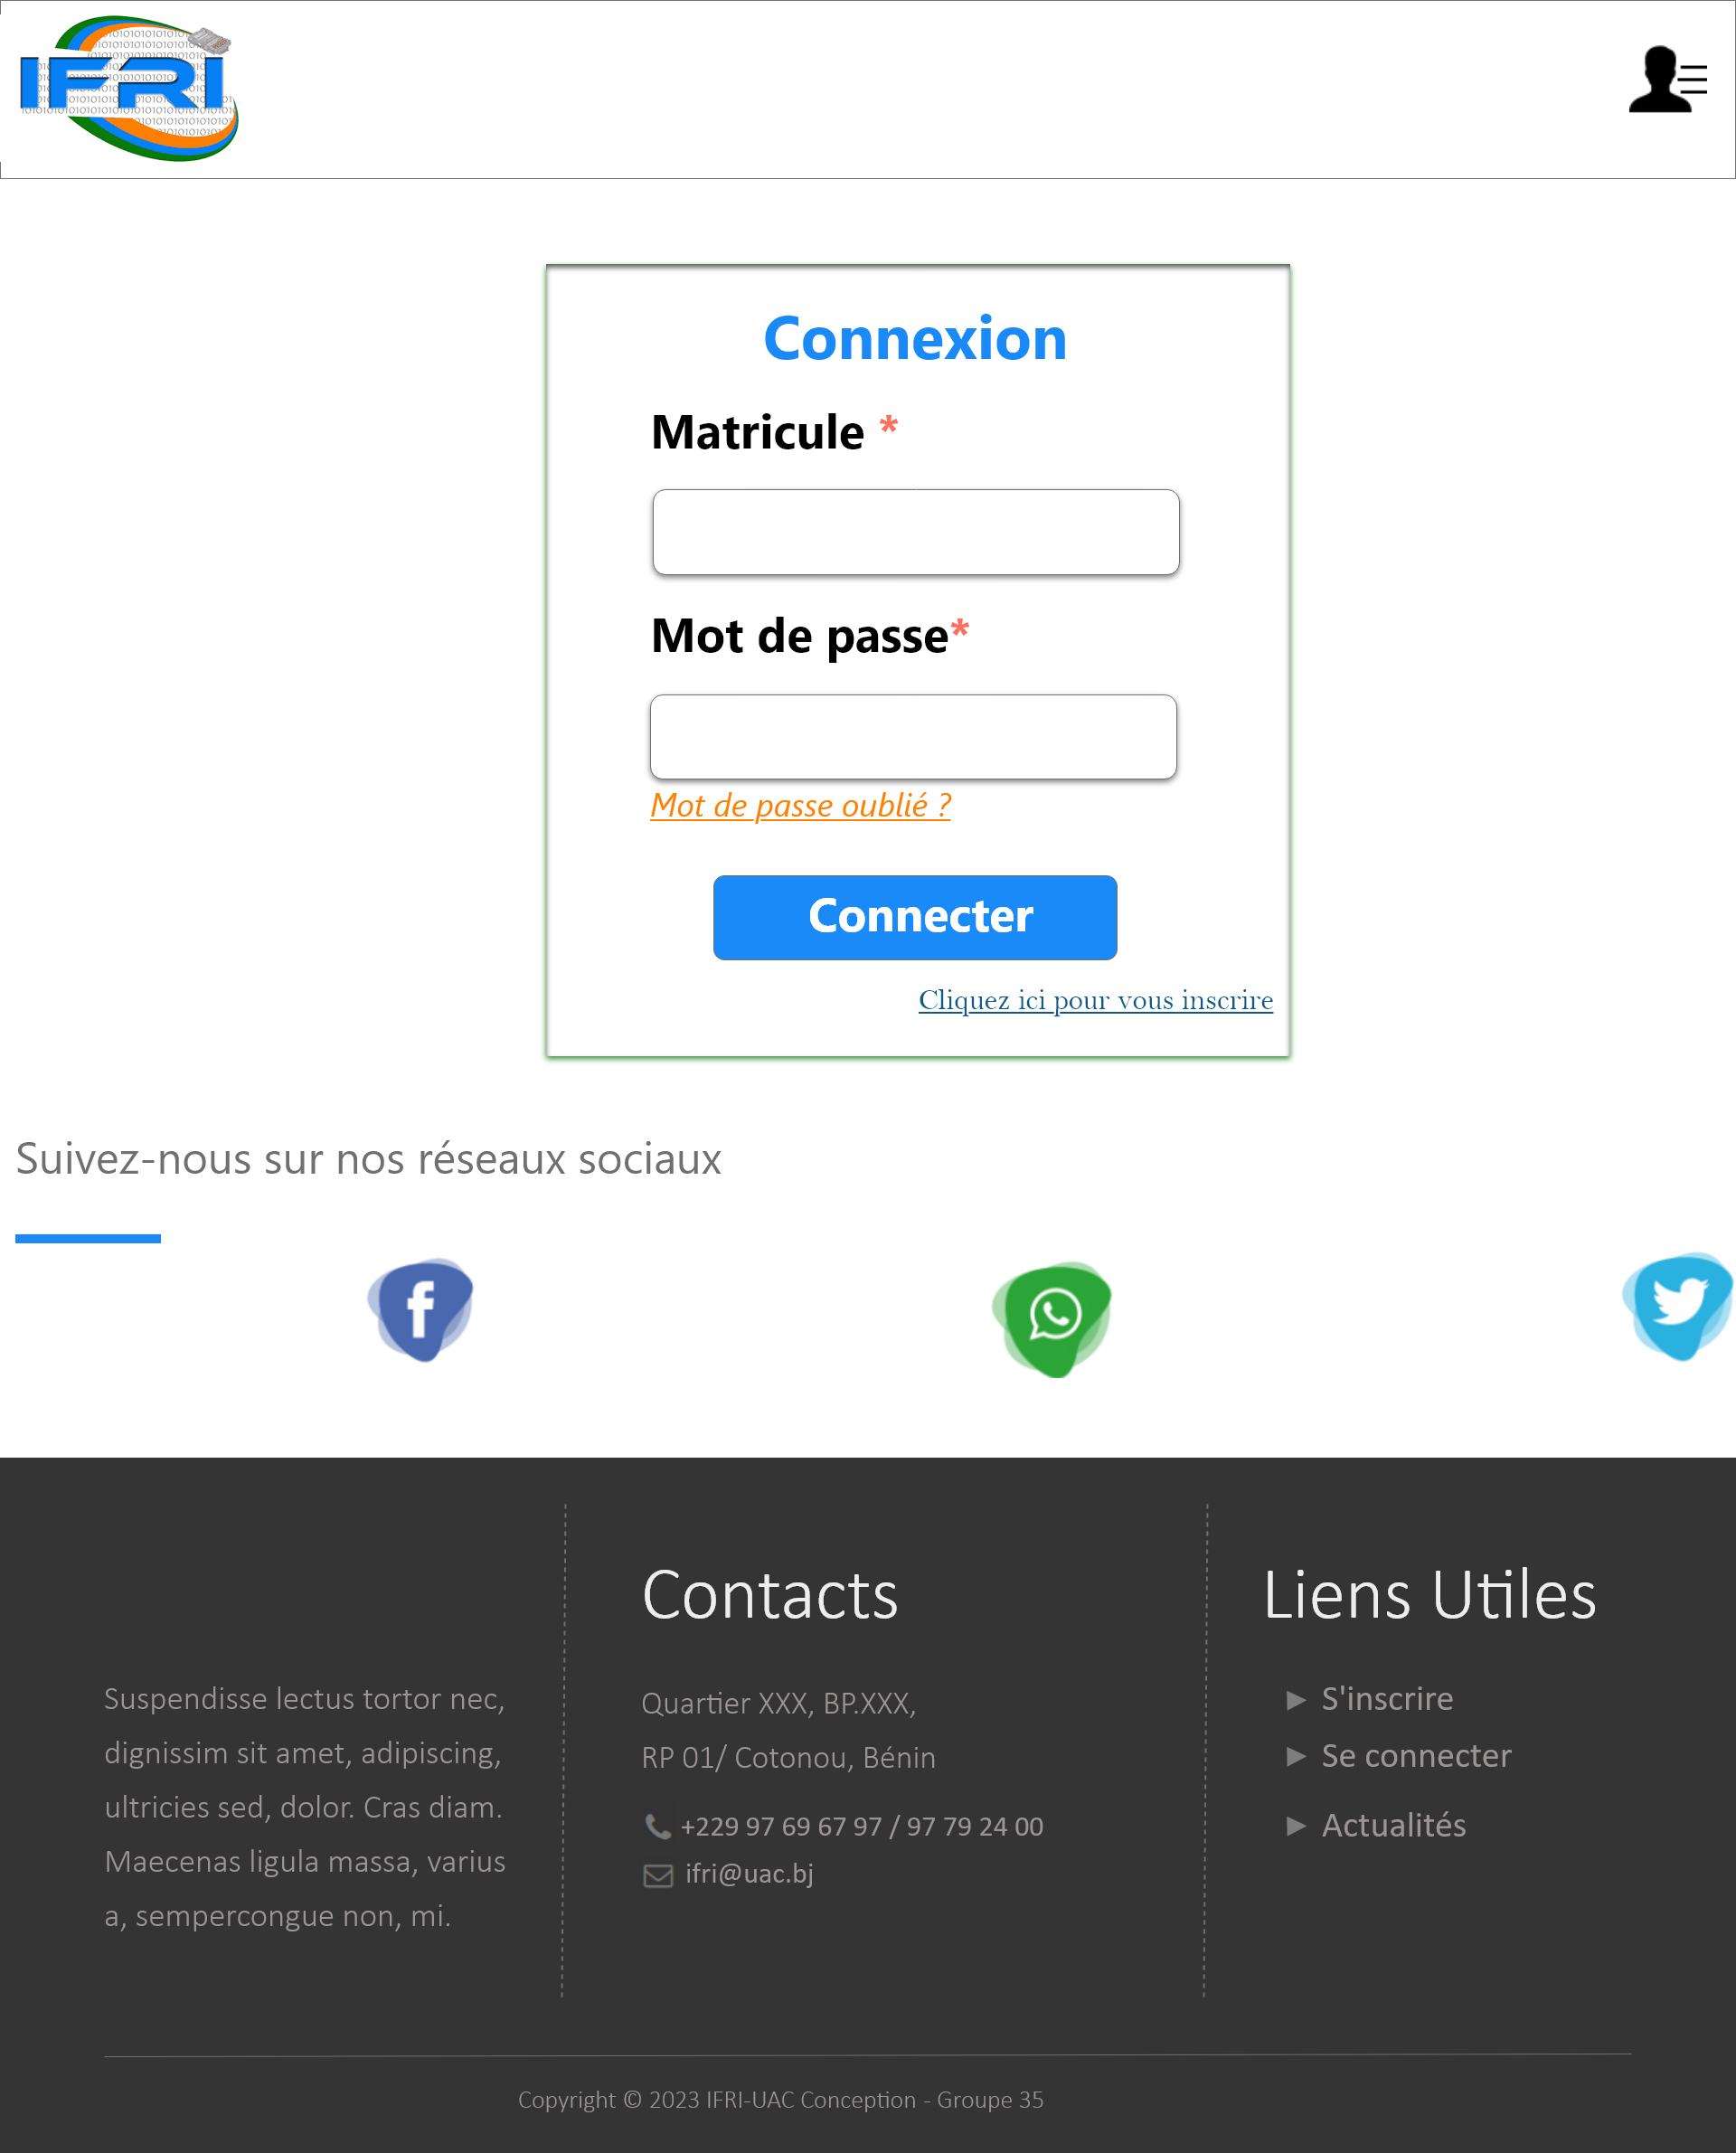 IFRI
Connexion
Matricule *
Mot de passe*
Mot de passe oublié ?
Connecter
Cliquez ici pour vous inscrire
Suivez-nous sur nos réseaux sociaux
Suspendisse lectus tortor nec,
dignissim sit amet, adipiscing,
ultricies sed, dolor. Cras diam.
Maecenas ligula massa, varius
a, sempercongue non, mi.
Contacts
Quartier XXX, BP.XXX,
RP 01/ Cotonou, Bénin
+229 97 69 67 97 / 97 79 24 00
ifri@uac.bj
Liens Utiles
► S'inscrire
► Se connecter
► Actualités
Copyright © 2023 IFRI-UAC Conception - Groupe 35